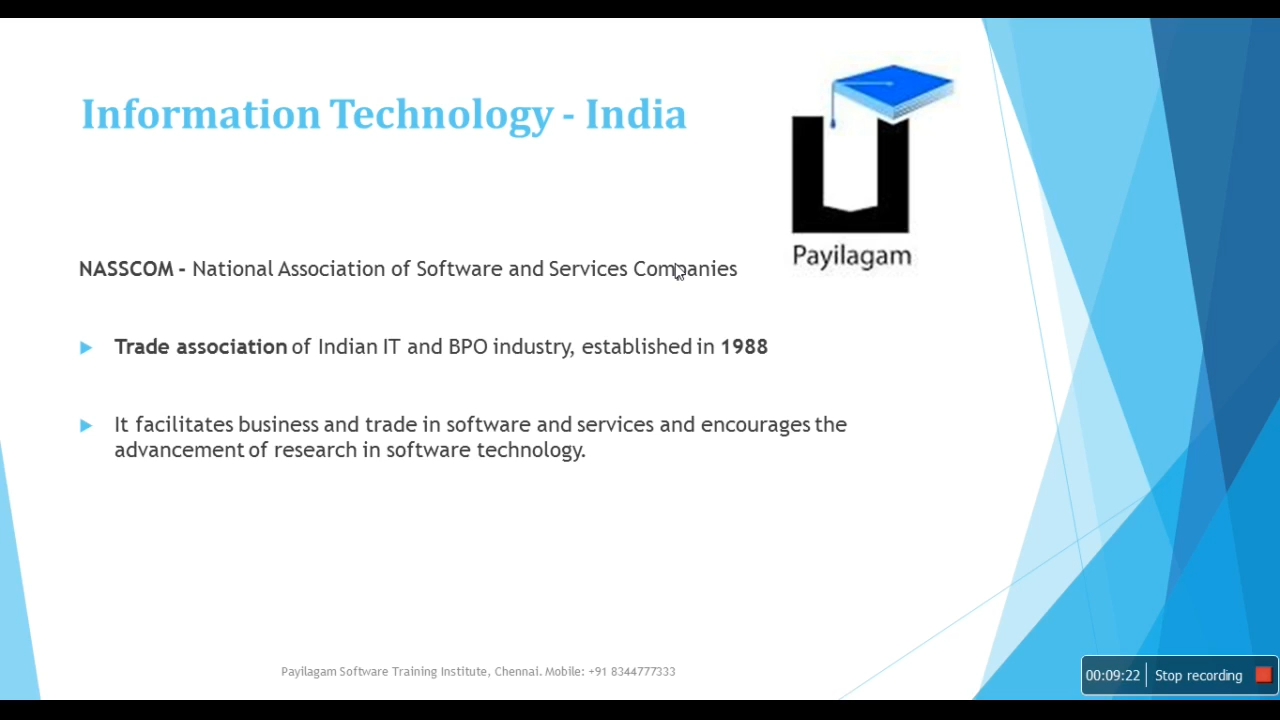 Information Technology - India
Payilagam
NASSCOM - National Association of Software and Services Companies
Trade association of Indian IT and BPO industry, established in 1988
It facilitates business and trade in software and services and encourages the
advancement of research in software technology.
Payilagam Software Training Institute, Chennai. Mobile: +91 8344777333
00:09:22 Stop recording